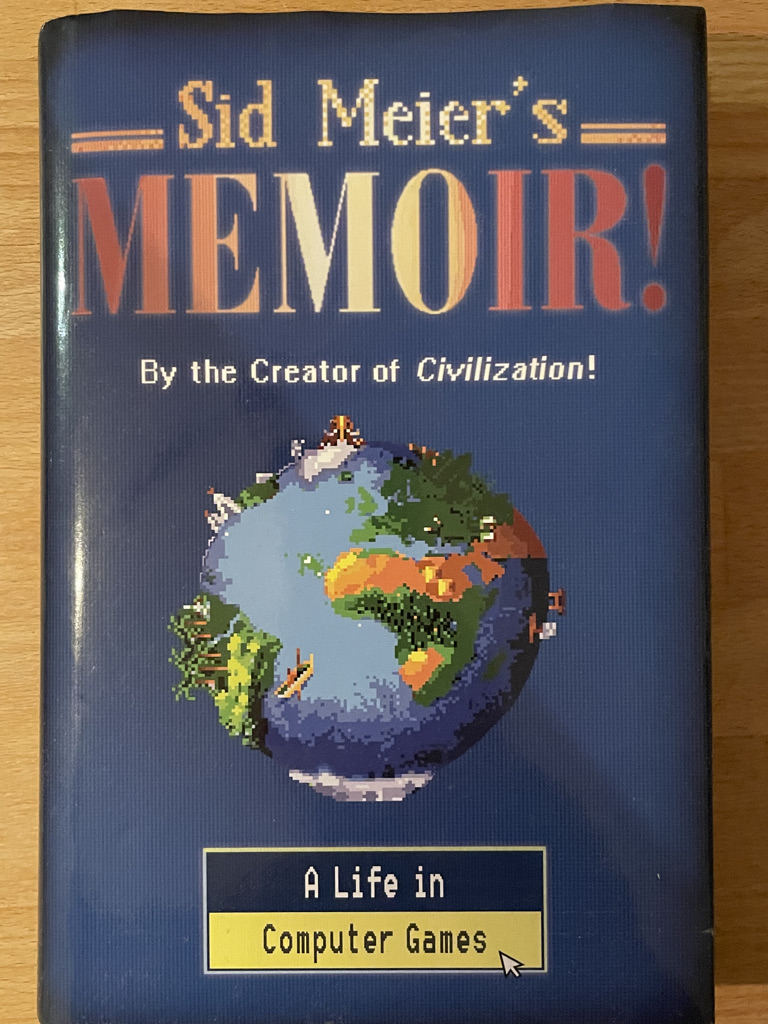 Sid Meier's
MEMOIR!
By the Creator of Civilization!
A Life in
Computer Games